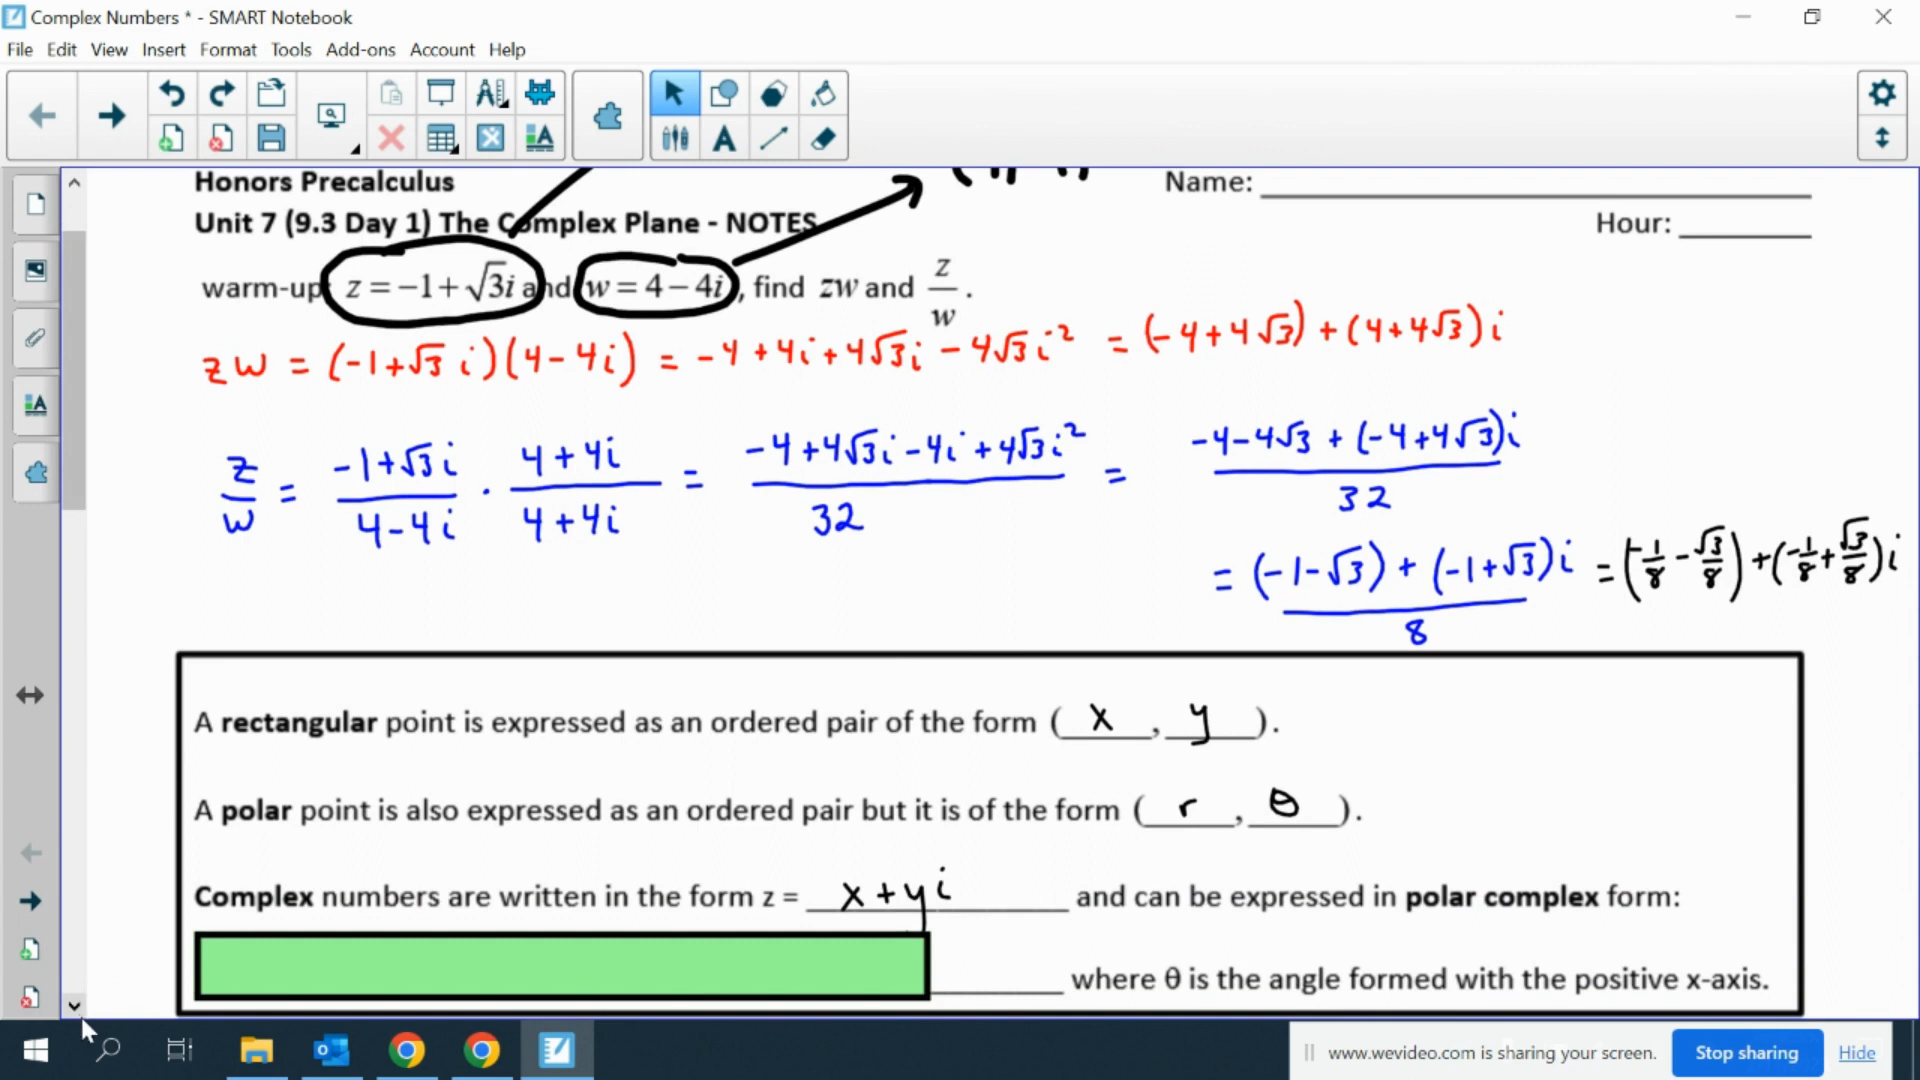 Complex Numbers * - SMART Notebook
File Edit View Insert Format Tools Add-ons Account Help
Honors Precalculus Name:
Unit 7 (9.3 Day 1) The Complex Plane - NOTES Hour:
warm-up: z = −1 + √3i and w = 4 − 4i, find zw and z/w.
zw = (-1+√3 i)(4-4i) = -4+4i+4√3i-4√3i² = (-4+4√3)+(4+4√3)i
z/w = (-1+√3i)/(4-4i) · (4+4i)/(4+4i) = (-4+4√3i-4i+4√3i²)/32 = (-4-4√3+(-4+4√3)i)/32
= ((-1-√3)+(-1+√3)i)/8 = (-1/8 - √3/8)+(-1/8+√3/8)i
A rectangular point is expressed as an ordered pair of the form ( x , y ).
A polar point is also expressed as an ordered pair but it is of the form ( r , θ ).
Complex numbers are written in the form z = x+yi and can be expressed in polar complex form:
where θ is the angle formed with the positive x-axis.
www.wevideo.com is sharing your screen. Stop sharing Hide